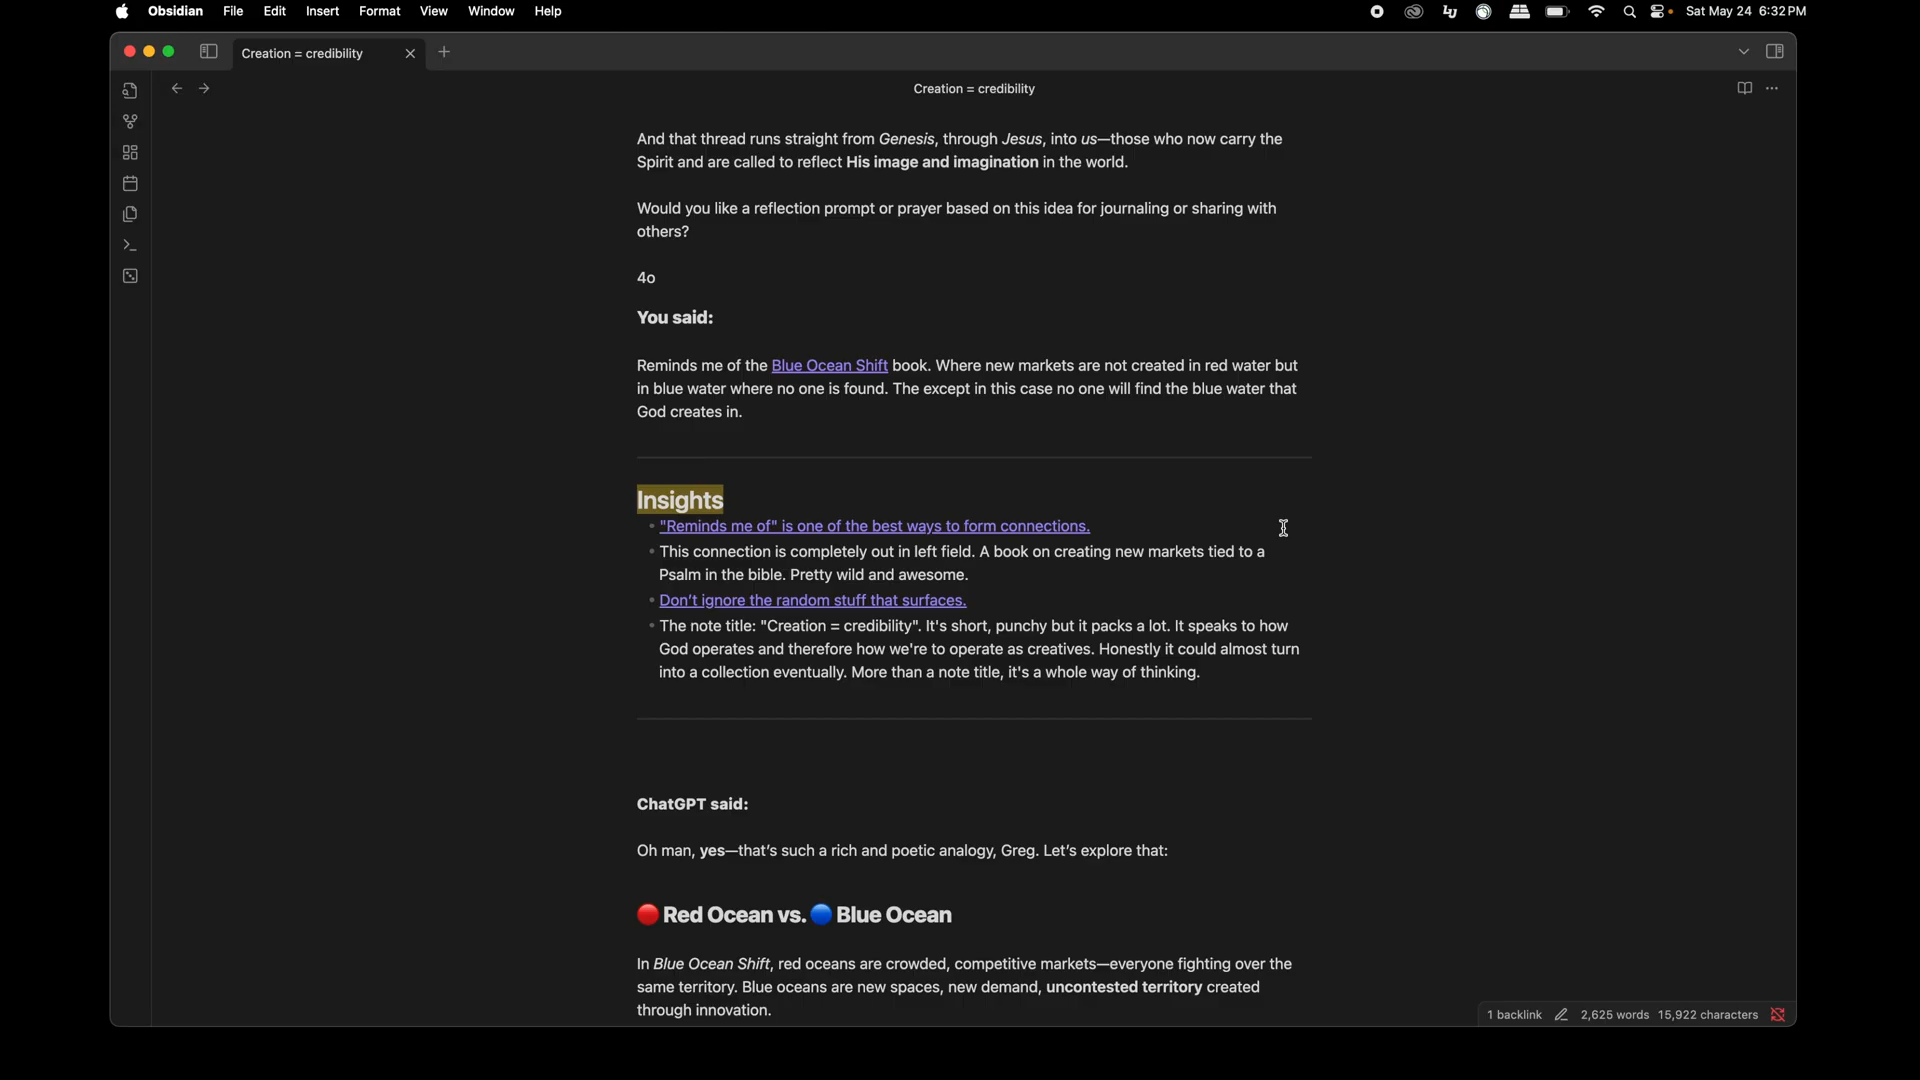 Obsidian File Edit Insert Format View Window Help
Sat May 24 6:32 PM
Creation = credibility
Creation = credibility
And that thread runs straight from Genesis, through Jesus, into us—those who now carry the
Spirit and are called to reflect His image and imagination in the world.
Would you like a reflection prompt or prayer based on this idea for journaling or sharing with
others?
4o
You said:
Reminds me of the Blue Ocean Shift book. Where new markets are not created in red water but
in blue water where no one is found. The except in this case no one will find the blue water that
God creates in.
Insights
"Reminds me of" is one of the best ways to form connections.
This connection is completely out in left field. A book on creating new markets tied to a
Psalm in the bible. Pretty wild and awesome.
Don't ignore the random stuff that surfaces.
The note title: "Creation = credibility". It's short, punchy but it packs a lot. It speaks to how
God operates and therefore how we're to operate as creatives. Honestly it could almost turn
into a collection eventually. More than a note title, it's a whole way of thinking.
ChatGPT said:
Oh man, yes—that's such a rich and poetic analogy, Greg. Let's explore that:
🔴 Red Ocean vs. 🔵 Blue Ocean
In Blue Ocean Shift, red oceans are crowded, competitive markets—everyone fighting over the
same territory. Blue oceans are new spaces, new demand, uncontested territory created
through innovation.
1 backlink 2,625 words 15,922 characters